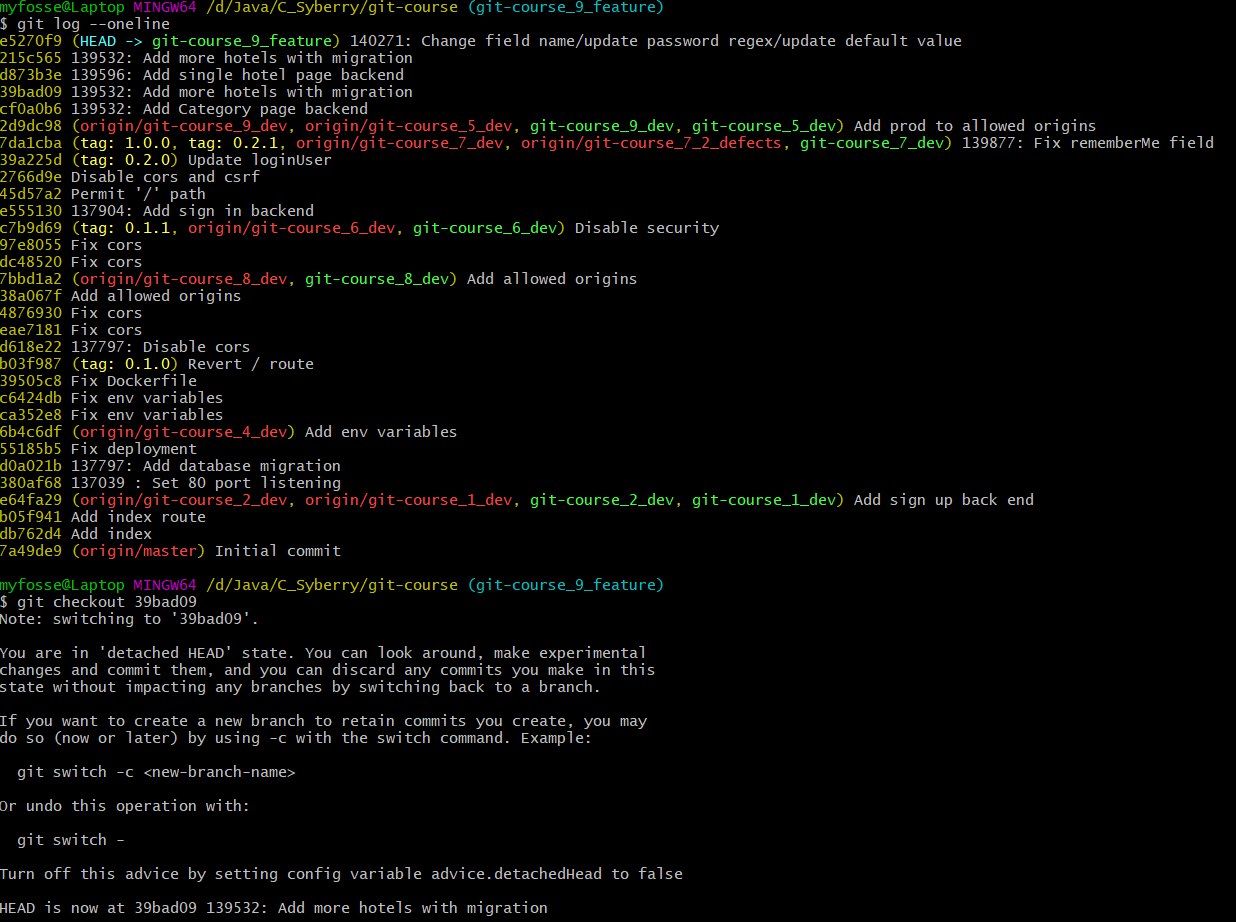 myfosse@Laptop MINGW64 /d/Java/C_Syberry/git-course (git-course_9_feature)
$ git log --oneline
e5270f9 (HEAD -> git-course_9_feature) 140271: Change field name/update password regex/update default value
215c565 139532: Add more hotels with migration
d873b3e 139596: Add single hotel page backend
39bad09 139532: Add more hotels with migration
cf0a0b6 139532: Add Category page backend
2d9dc98 (origin/git-course_9_dev, origin/git-course_5_dev, git-course_9_dev, git-course_5_dev) Add prod to allowed origins
7da1cba (tag: 1.0.0, tag: 0.2.1, origin/git-course_7_dev, origin/git-course_7_2_defects, git-course_7_dev) 139877: Fix rememberMe field
39a225d (tag: 0.2.0) Update loginUser
2766d9e Disable cors and csrf
45d57a2 Permit '/' path
e555130 137904: Add sign in backend
c7b9d69 (tag: 0.1.1, origin/git-course_6_dev, git-course_6_dev) Disable security
97e8055 Fix cors
dc48520 Fix cors
7bbd1a2 (origin/git-course_8_dev, git-course_8_dev) Add allowed origins
38a067f Add allowed origins
4876930 Fix cors
eae7181 Fix cors
d618e22 137797: Disable cors
b03f987 (tag: 0.1.0) Revert / route
39505c8 Fix Dockerfile
c6424db Fix env variables
ca352e8 Fix env variables
6b4c6df (origin/git-course_4_dev) Add env variables
55185b5 Fix deployment
d0a021b 137797: Add database migration
380af68 137039 : Set 80 port listening
e64fa29 (origin/git-course_2_dev, origin/git-course_1_dev, git-course_2_dev, git-course_1_dev) Add sign up back end
b05f941 Add index route
db762d4 Add index
7a49de9 (origin/master) Initial commit
myfosse@Laptop MINGW64 /d/Java/C_Syberry/git-course (git-course_9_feature)
$ git checkout 39bad09
Note: switching to '39bad09'.
You are in 'detached HEAD' state. You can look around, make experimental
changes and commit them, and you can discard any commits you make in this
state without impacting any branches by switching back to a branch.
If you want to create a new branch to retain commits you create, you may
do so (now or later) by using -c with the switch command. Example:
git switch -c <new-branch-name>
Or undo this operation with:
git switch -
Turn off this advice by setting config variable advice.detachedHead to false
HEAD is now at 39bad09 139532: Add more hotels with migration